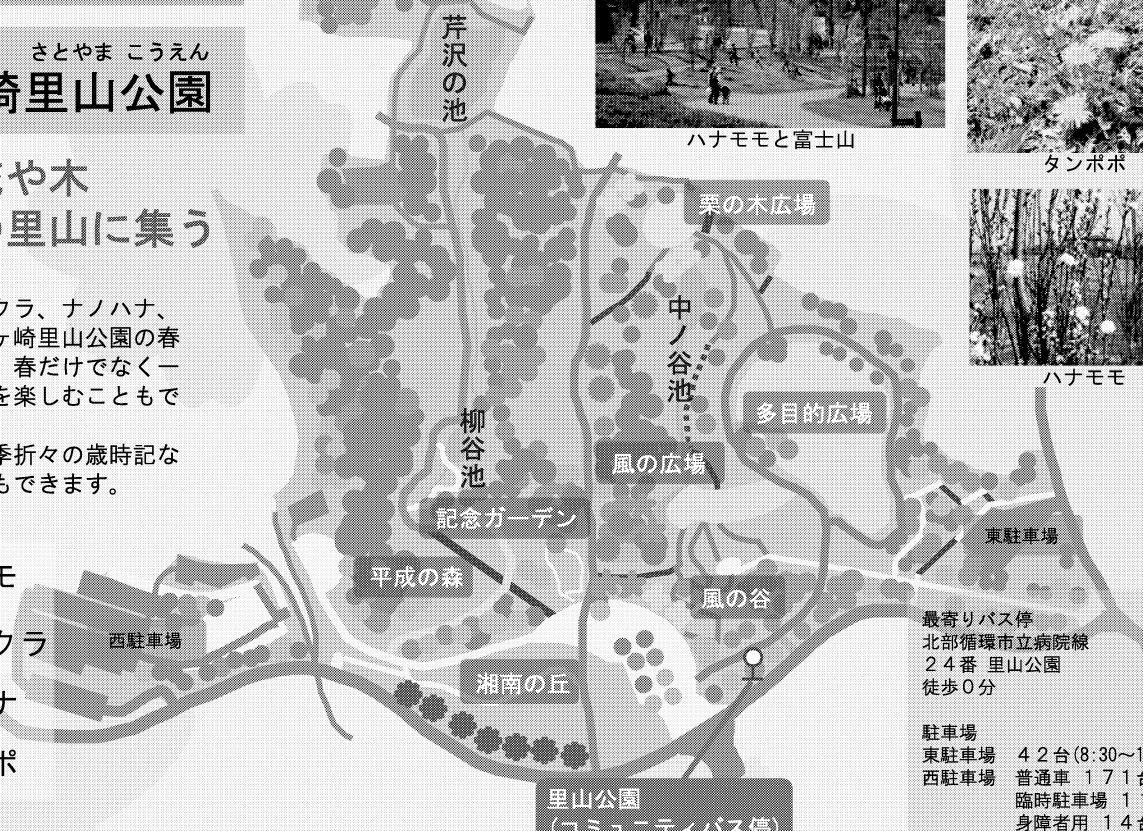 さとやま こうえん
崎里山公園
や木
里山に集う
クラ、ナノハナ、
ケ崎里山公園の春
春だけでなく一
を楽しむこともで
季折々の歳時記な
もできます。
モ
クラ
ナ
ポ
芹沢の池
ハナモモと富士山
タンポポ
ハナモモ
栗の木広場
中ノ谷池
多目的広場
柳谷池
風の広場
記念ガーデン
東駐車場
平成の森
風の谷
西駐車場
湘南の丘
里山公園
(コミュニティバス停)
最寄りバス停
北部循環市立病院線
２４番 里山公園
徒歩０分
駐車場
東駐車場 ４２台(8:30～1
西駐車場 普通車 １７１台
臨時駐車場 １
身障者用 １４台